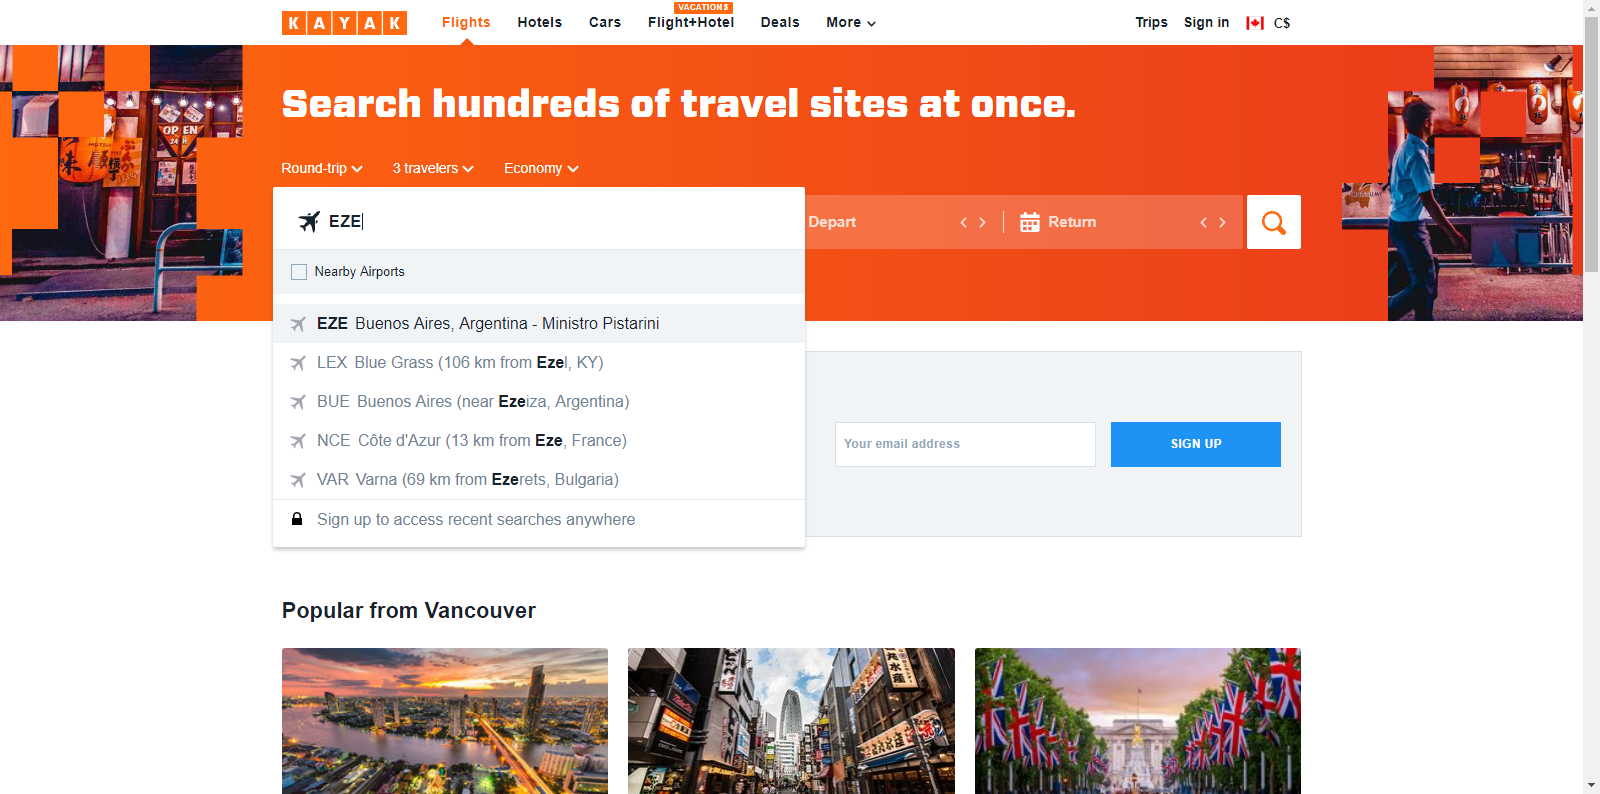 KAYAK
Flights
Hotels
Cars
VACATIONS
Flight+Hotel
Deals
More
Trips
Sign in
C$
Search hundreds of travel sites at once.
Round-trip
3 travelers
Economy
EZE
Depart
Return
Nearby Airports
EZE Buenos Aires, Argentina - Ministro Pistarini
LEX Blue Grass (106 km from Ezel, KY)
BUE Buenos Aires (near Ezeiza, Argentina)
NCE Côte d'Azur (13 km from Eze, France)
VAR Varna (69 km from Ezerets, Bulgaria)
Sign up to access recent searches anywhere
Your email address
SIGN UP
Popular from Vancouver
OPEN